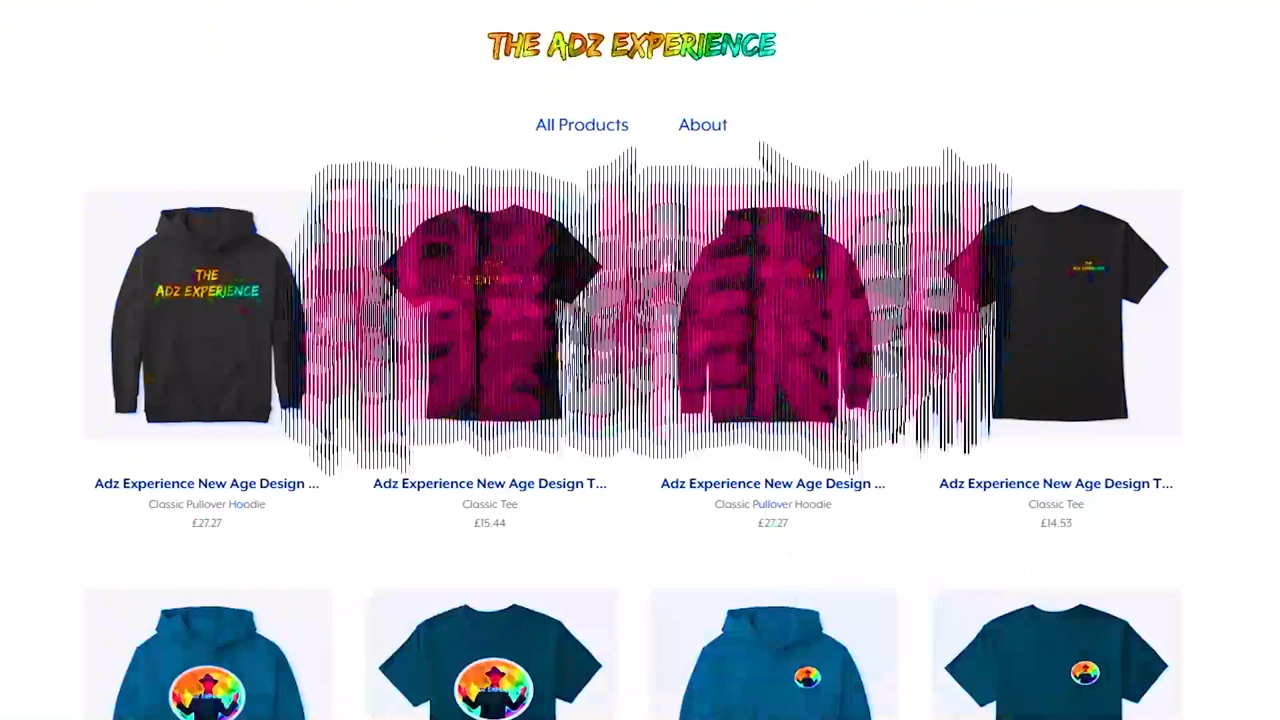 THE ADZ EXPERIENCE
All Products About
THE
ADZ EXPERIENCE
Adz Experience New Age Design ...
Classic Pullover Hoodie
£27.27
Adz Experience New Age Design T...
Classic Tee
£15.44
Adz Experience New Age Design ...
Classic Pullover Hoodie
£27.27
Adz Experience New Age Design T...
Classic Tee
£14.53